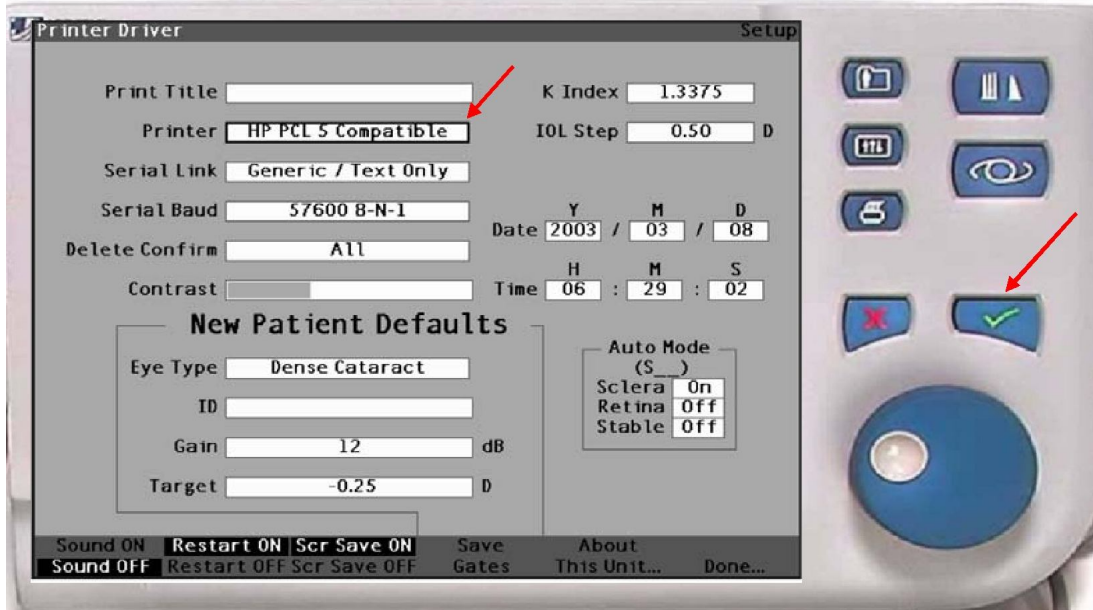 Printer Driver Setup
Print Title K Index 1.3375
Printer HP PCL 5 Compatible IOL Step 0.50 D
Serial Link Generic / Text Only
Serial Baud 57600 8-N-1
Y M D
Date 2003 / 03 / 08
Delete Confirm All
H M S
Contrast Time 06 : 29 : 02
New Patient Defaults
Auto Mode
(S__)
Eye Type Dense Cataract
Sclera On
ID Retina Off
Stable Off
Gain 12 dB
Target -0.25 D
Sound ON Restart ON Scr Save ON Save About
Sound OFF Restart OFF Scr Save OFF Gates This Unit... Done...